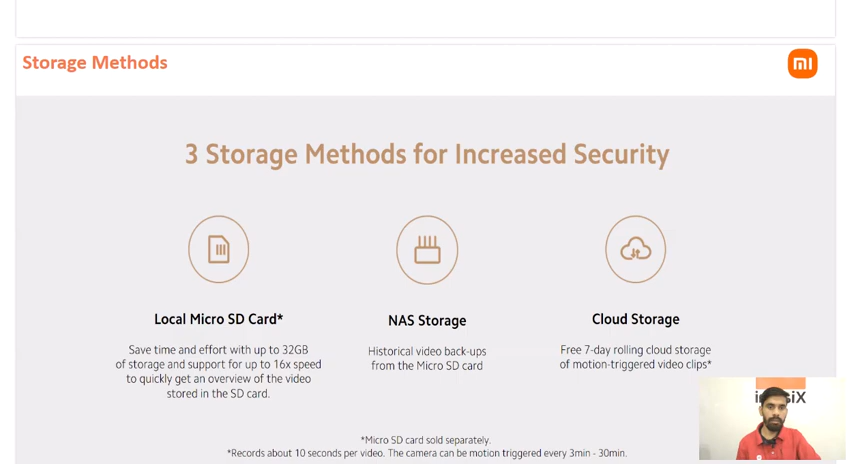 Storage Methods
mi
3 Storage Methods for Increased Security
Local Micro SD Card*
Save time and effort with up to 32GB
of storage and support for up to 16x speed
to quickly get an overview of the video
stored in the SD card.
NAS Storage
Historical video back-ups
from the Micro SD card
Cloud Storage
Free 7-day rolling cloud storage
of motion-triggered video clips*
*Micro SD card sold separately.
*Records about 10 seconds per video. The camera can be motion triggered every 3min - 30min.